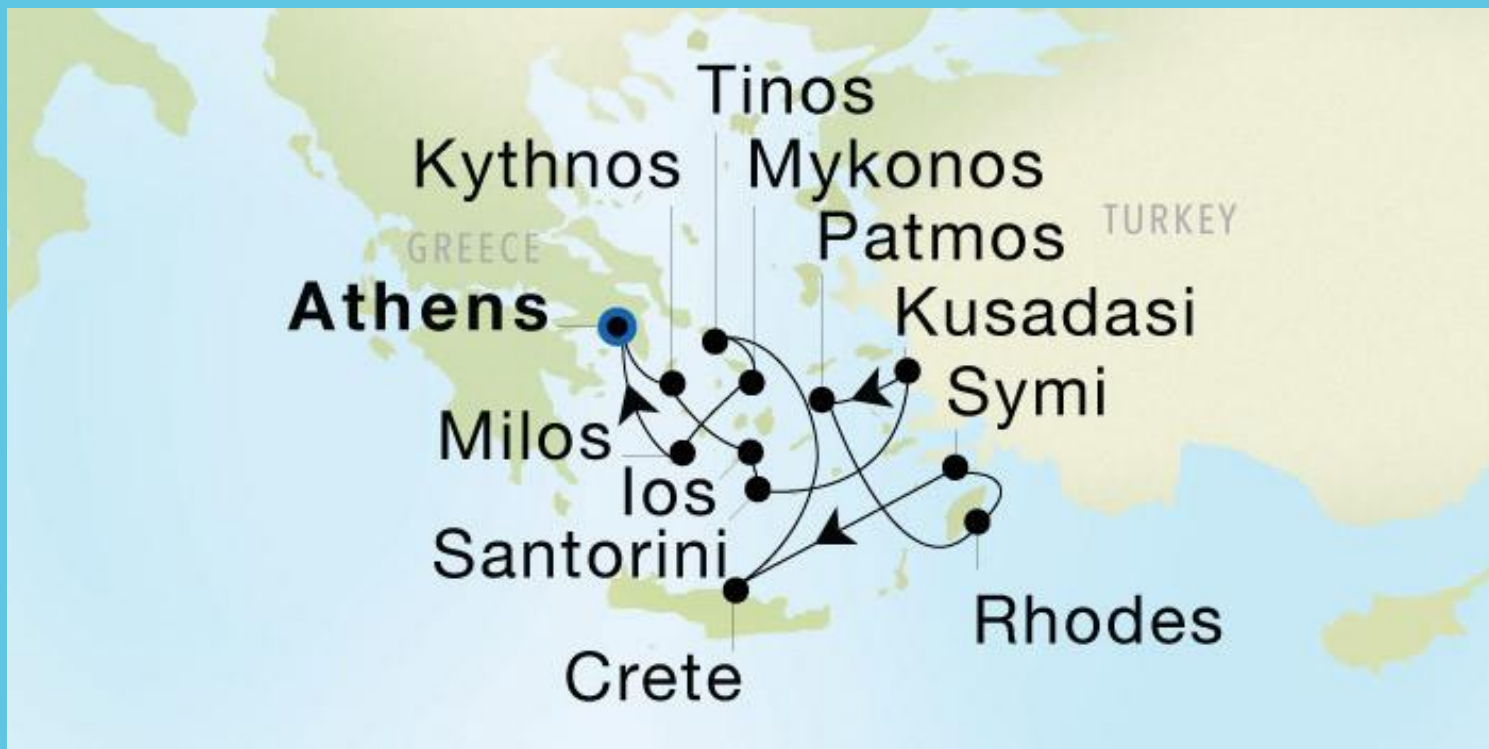 Tinos
Kythnos
Mykonos
Patmos
TURKEY
GREECE
Athens
Kusadasi
Symi
Milos
Ios
Santorini
Rhodes
Crete